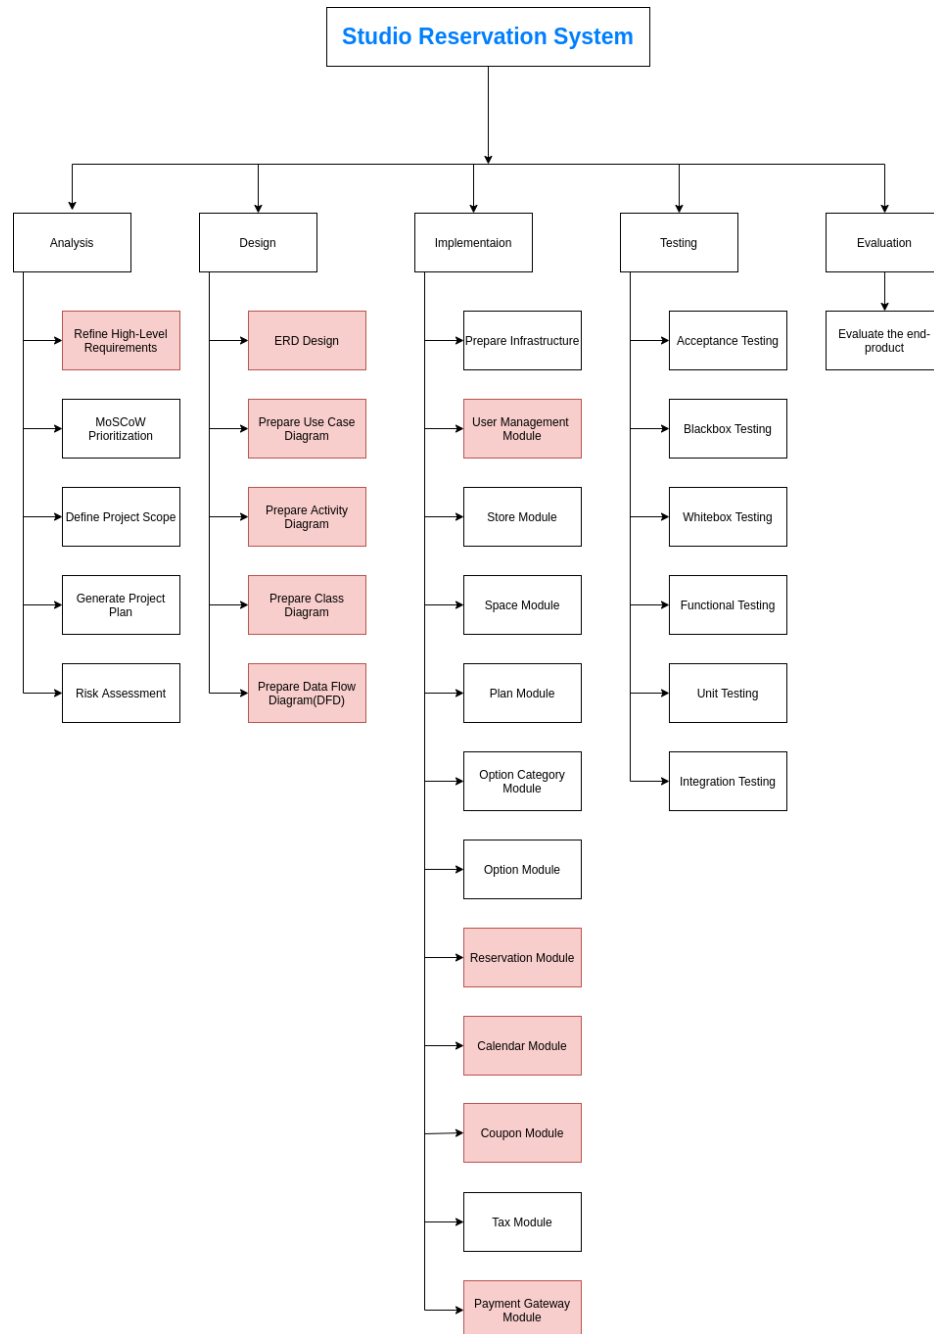 Studio Reservation System
Analysis
Design
Implementaion
Testing
Evaluation
Refine High-Level
Requirements
MoSCoW
Prioritization
Define Project Scope
Generate Project
Plan
Risk Assessment
ERD Design
Prepare Use Case
Diagram
Prepare Activity
Diagram
Prepare Class
Diagram
Prepare Data Flow
Diagram(DFD)
Prepare Infrastructure
User Management
Module
Store Module
Space Module
Plan Module
Option Category
Module
Option Module
Reservation Module
Calendar Module
Coupon Module
Tax Module
Payment Gateway
Module
Acceptance Testing
Blackbox Testing
Whitebox Testing
Functional Testing
Unit Testing
Integration Testing
Evaluate the end-
product